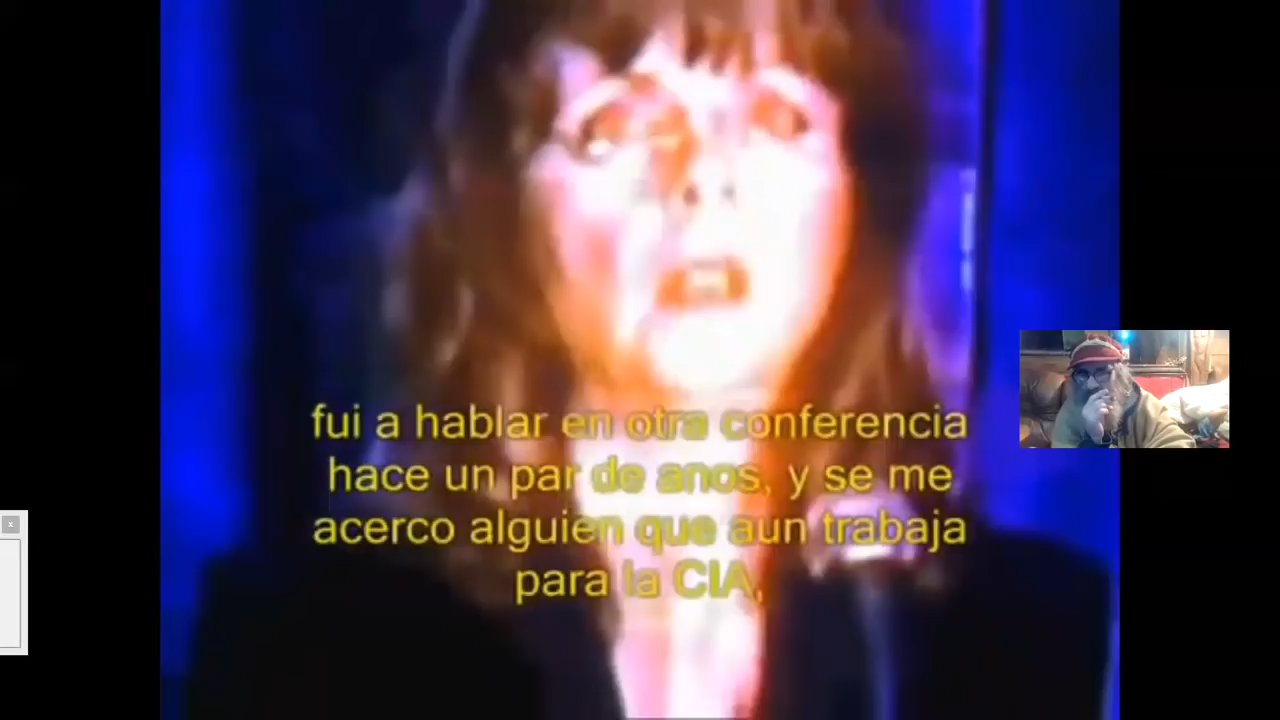 fui a hablar en otra conferencia
hace un par de anos, y se me
acerco alguien que aun trabaja
para la CIA,
x